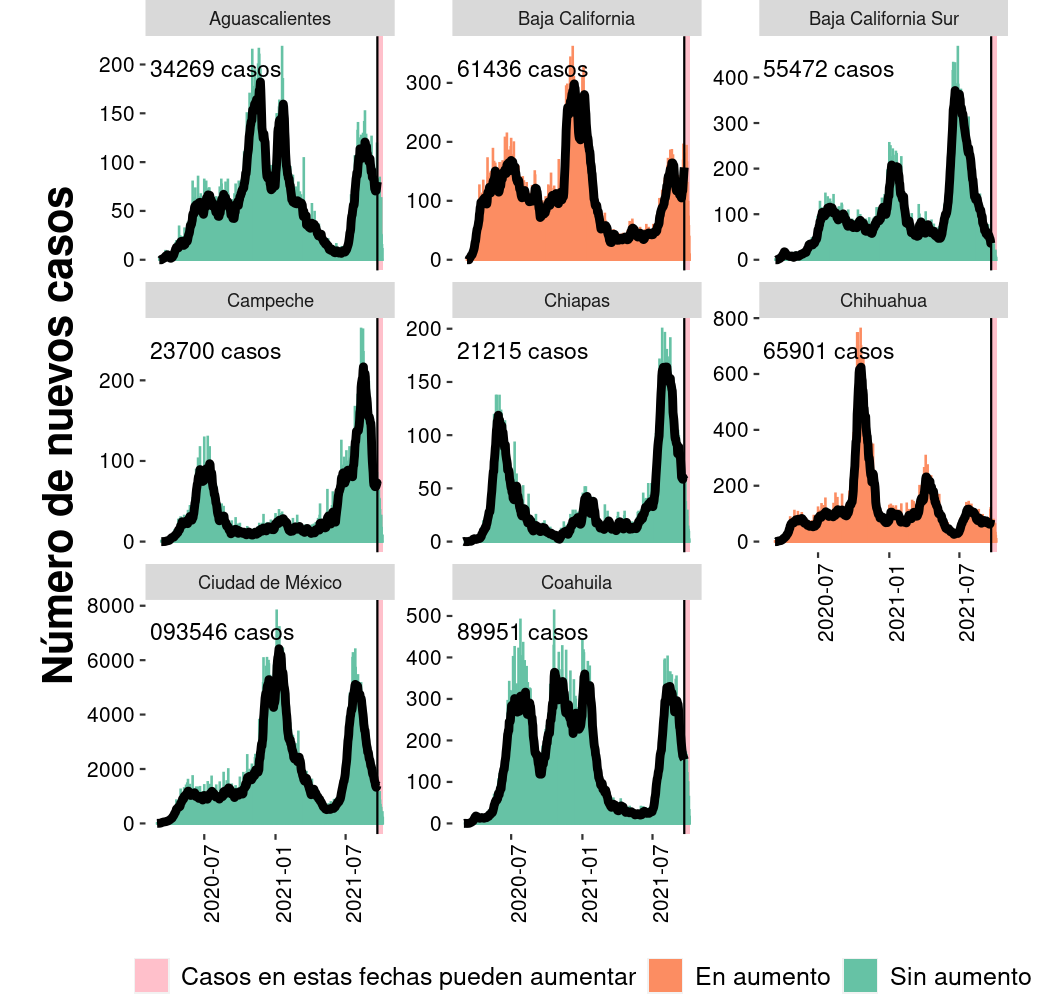 Número de nuevos casos
Aguascalientes
34269 casos
200
150
100
50
0
Baja California
61436 casos
300
200
100
0
Baja California Sur
55472 casos
400
300
200
100
0
Campeche
23700 casos
200
100
0
Chiapas
21215 casos
200
150
100
50
0
Chihuahua
65901 casos
800
600
400
200
0
2020-07
2021-01
2021-07
Ciudad de México
093546 casos
8000
6000
4000
2000
0
2020-07
2021-01
2021-07
Coahuila
89951 casos
500
400
300
200
100
0
2020-07
2021-01
2021-07
Casos en estas fechas pueden aumentar
En aumento
Sin aumento